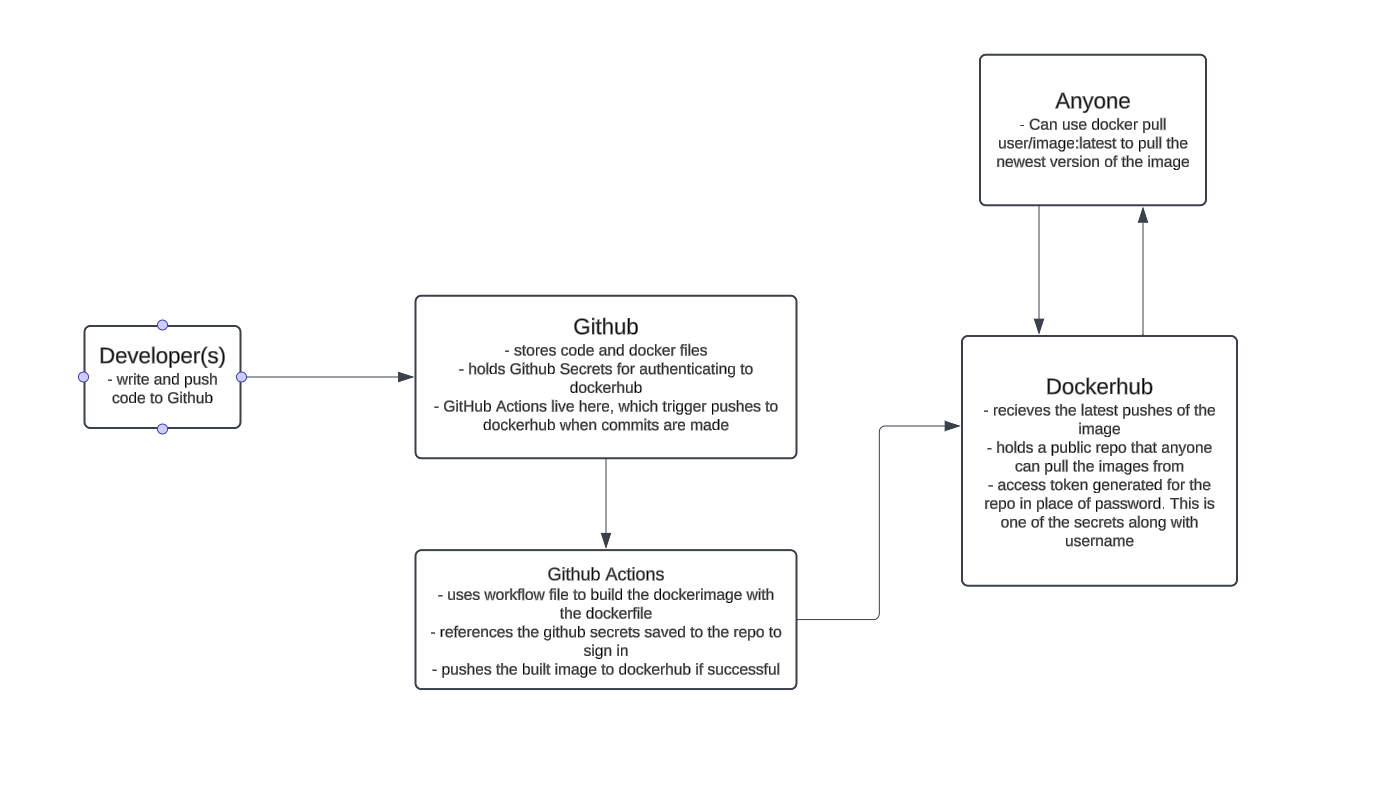 Anyone
- Can use docker pull
user/image:latest to pull the
newest version of the image
Developer(s)
- write and push
code to Github
Github
- stores code and docker files
- holds Github Secrets for authenticating to
dockerhub
- GitHub Actions live here, which trigger pushes to
dockerhub when commits are made
Dockerhub
- recieves the latest pushes of the
image
- holds a public repo that anyone
can pull the images from
- access token generated for the
repo in place of password. This is
one of the secrets along with
username
Github Actions
- uses workflow file to build the dockerimage with
the dockerfile
- references the github secrets saved to the repo to
sign in
- pushes the built image to dockerhub if successful